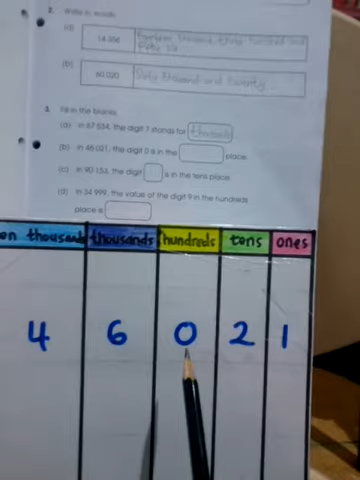 2. Write in words.
(a) 14 356 Fourteen thousand three hundred and
fifty six
(b) 60 020 Sixty thousand and twenty
3. Fill in the blanks.
(a) In 67 534, the digit 7 stands for thousands
(b) In 46 021, the digit 0 is in the place.
(c) In 90 153, the digit is in the tens place.
(d) In 34 999, the value of the digit 9 in the hundreds
place is
en thousands thousands hundreds tens ones
4 6 0 2 1